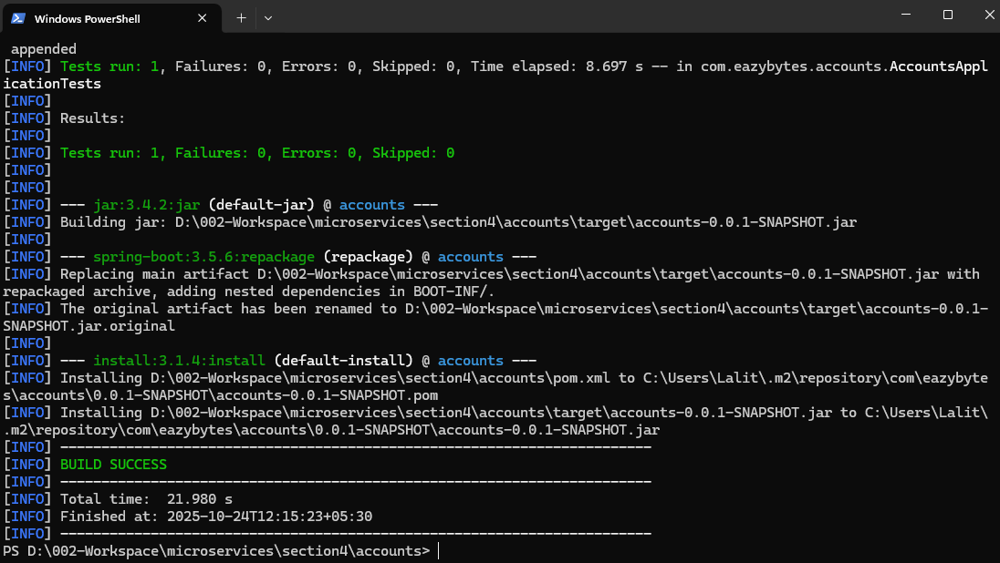 Windows PowerShell
 appended
[INFO] Tests run: 1, Failures: 0, Errors: 0, Skipped: 0, Time elapsed: 8.697 s -- in com.eazybytes.accounts.AccountsAppl
icationTests
[INFO]
[INFO] Results:
[INFO]
[INFO] Tests run: 1, Failures: 0, Errors: 0, Skipped: 0
[INFO]
[INFO]
[INFO] --- jar:3.4.2:jar (default-jar) @ accounts ---
[INFO] Building jar: D:\002-Workspace\microservices\section4\accounts\target\accounts-0.0.1-SNAPSHOT.jar
[INFO]
[INFO] --- spring-boot:3.5.6:repackage (repackage) @ accounts ---
[INFO] Replacing main artifact D:\002-Workspace\microservices\section4\accounts\target\accounts-0.0.1-SNAPSHOT.jar with
repackaged archive, adding nested dependencies in BOOT-INF/.
[INFO] The original artifact has been renamed to D:\002-Workspace\microservices\section4\accounts\target\accounts-0.0.1-
SNAPSHOT.jar.original
[INFO]
[INFO] --- install:3.1.4:install (default-install) @ accounts ---
[INFO] Installing D:\002-Workspace\microservices\section4\accounts\pom.xml to C:\Users\Lalit\.m2\repository\com\eazybyte
s\accounts\0.0.1-SNAPSHOT\accounts-0.0.1-SNAPSHOT.pom
[INFO] Installing D:\002-Workspace\microservices\section4\accounts\target\accounts-0.0.1-SNAPSHOT.jar to C:\Users\Lalit\
.m2\repository\com\eazybytes\accounts\0.0.1-SNAPSHOT\accounts-0.0.1-SNAPSHOT.jar
[INFO] ------------------------------------------------------------------------
[INFO] BUILD SUCCESS
[INFO] ------------------------------------------------------------------------
[INFO] Total time:  21.980 s
[INFO] Finished at: 2025-10-24T12:15:23+05:30
[INFO] ------------------------------------------------------------------------
PS D:\002-Workspace\microservices\section4\accounts>